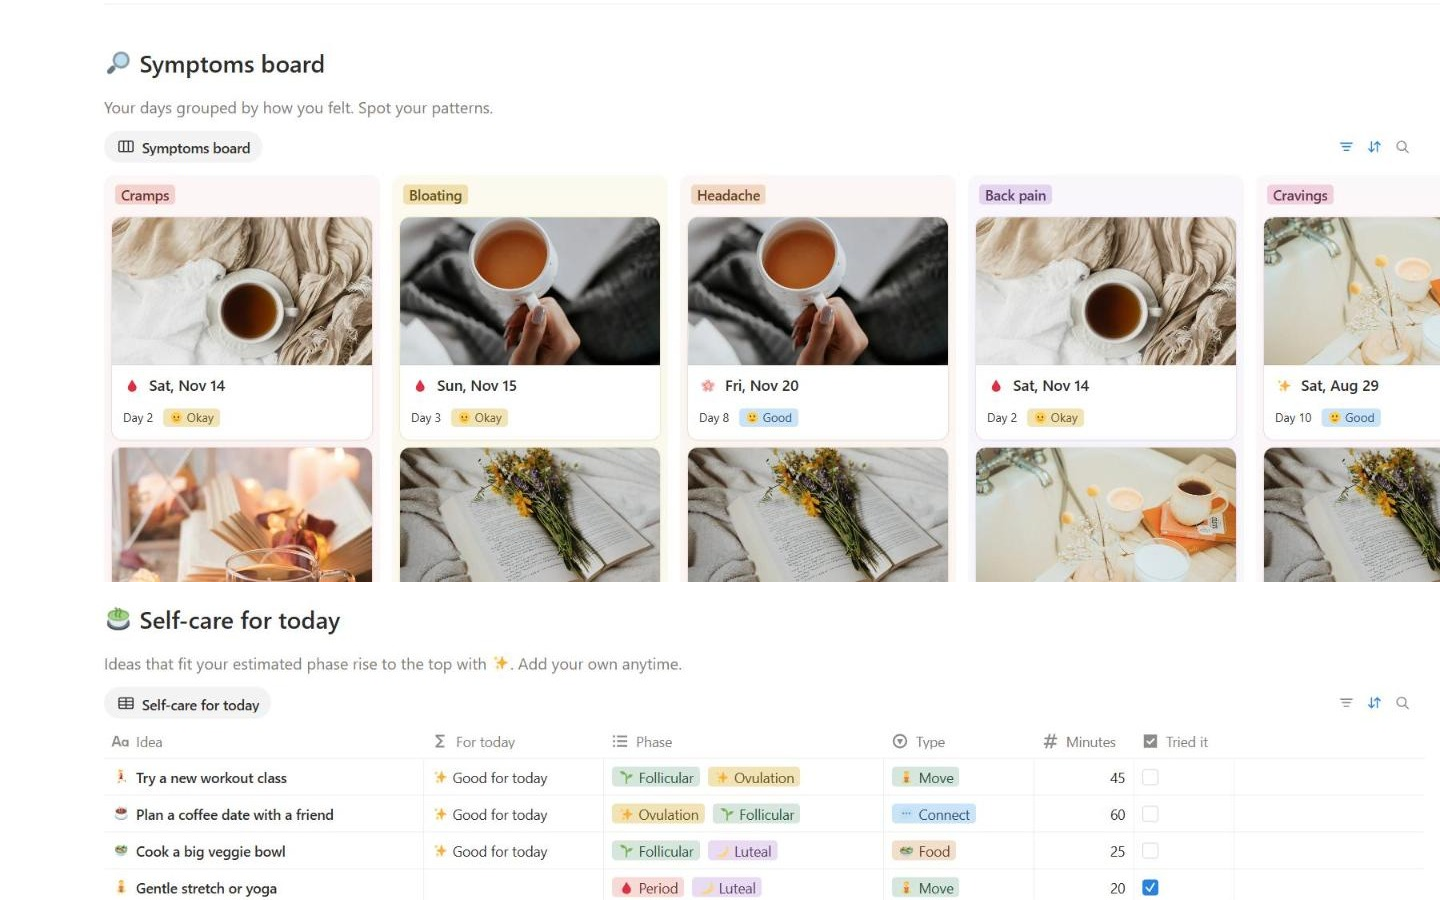 Symptoms board
Your days grouped by how you felt. Spot your patterns.
Symptoms board
Cramps
Bloating
Headache
Back pain
Cravings
Sat, Nov 14
Sun, Nov 15
Fri, Nov 20
Sat, Nov 14
Sat, Aug 29
Day 2 Okay
Day 3 Okay
Day 8 Good
Day 2 Okay
Day 10 Good
Self-care for today
Ideas that fit your estimated phase rise to the top with ✨. Add your own anytime.
Self-care for today
Aa Idea Σ For today Phase Type # Minutes Tried it
Try a new workout class ✨ Good for today Follicular Ovulation Move 45
Plan a coffee date with a friend ✨ Good for today Ovulation Follicular Connect 60
Cook a big veggie bowl ✨ Good for today Follicular Luteal Food 25
Gentle stretch or yoga Period Luteal Move 20